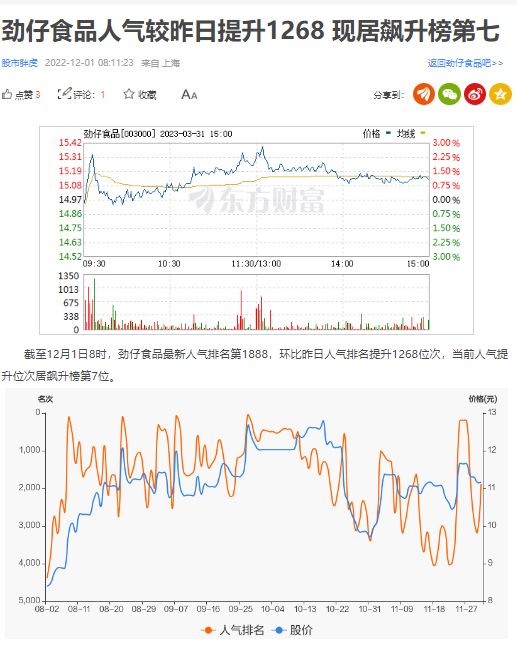 劲仔食品人气较昨日提升1268 现居飙升榜第七
股市胖虎 2022-12-01 08:11:23 来自 上海 返回劲仔食品吧>>
点赞 3 评论：1 收藏 AA 分享到：
劲仔食品[003000] 2023-03-31 15:00 价格 均线
15.42 3.00%
15.31 2.25%
15.19 1.50%
15.08 0.75%
14.97 0.00%
14.86 0.75%
14.75 1.50%
14.63 2.25%
14.52 3.00%
东方财富
09:30 10:30 11:30/13:00 14:00 15:00
1350
1013
675
338
0
截至12月1日8时，劲仔食品最新人气排名第1888，环比昨日人气排名提升1268位次，当前人气提
升位次居飙升榜第7位。
名次 价格(元)
0 13
1,000 12
2,000 11
3,000 10
4,000 9
5,000 8
08-02 08-11 08-20 08-29 09-07 09-16 09-25 10-04 10-13 10-22 10-31 11-09 11-18 11-27
人气排名 股价